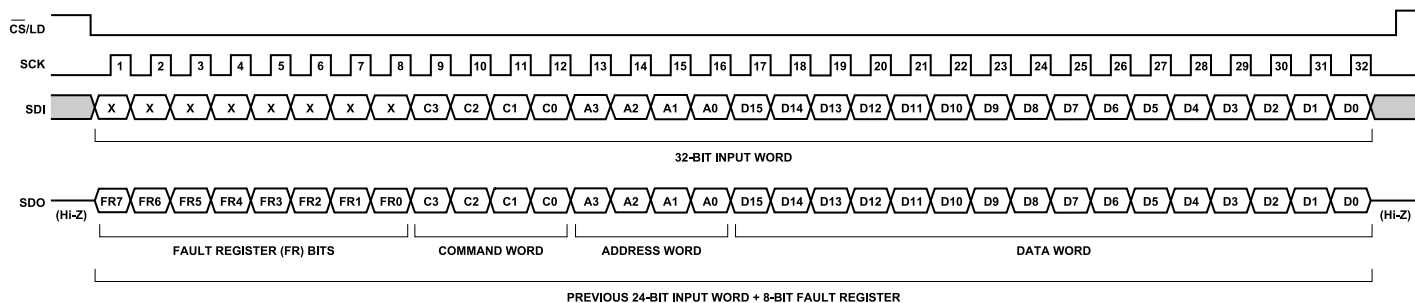 CS/LD
SCK 1 2 3 4 5 6 7 8 9 10 11 12 13 14 15 16 17 18 19 20 21 22 23 24 25 26 27 28 29 30 31 32
SDI X X X X X X X X C3 C2 C1 C0 A3 A2 A1 A0 D15 D14 D13 D12 D11 D10 D9 D8 D7 D6 D5 D4 D3 D2 D1 D0
32-BIT INPUT WORD
SDO (Hi-Z) FR7 FR6 FR5 FR4 FR3 FR2 FR1 FR0 C3 C2 C1 C0 A3 A2 A1 A0 D15 D14 D13 D12 D11 D10 D9 D8 D7 D6 D5 D4 D3 D2 D1 D0 (Hi-Z)
FAULT REGISTER (FR) BITS COMMAND WORD ADDRESS WORD DATA WORD
PREVIOUS 24-BIT INPUT WORD + 8-BIT FAULT REGISTER